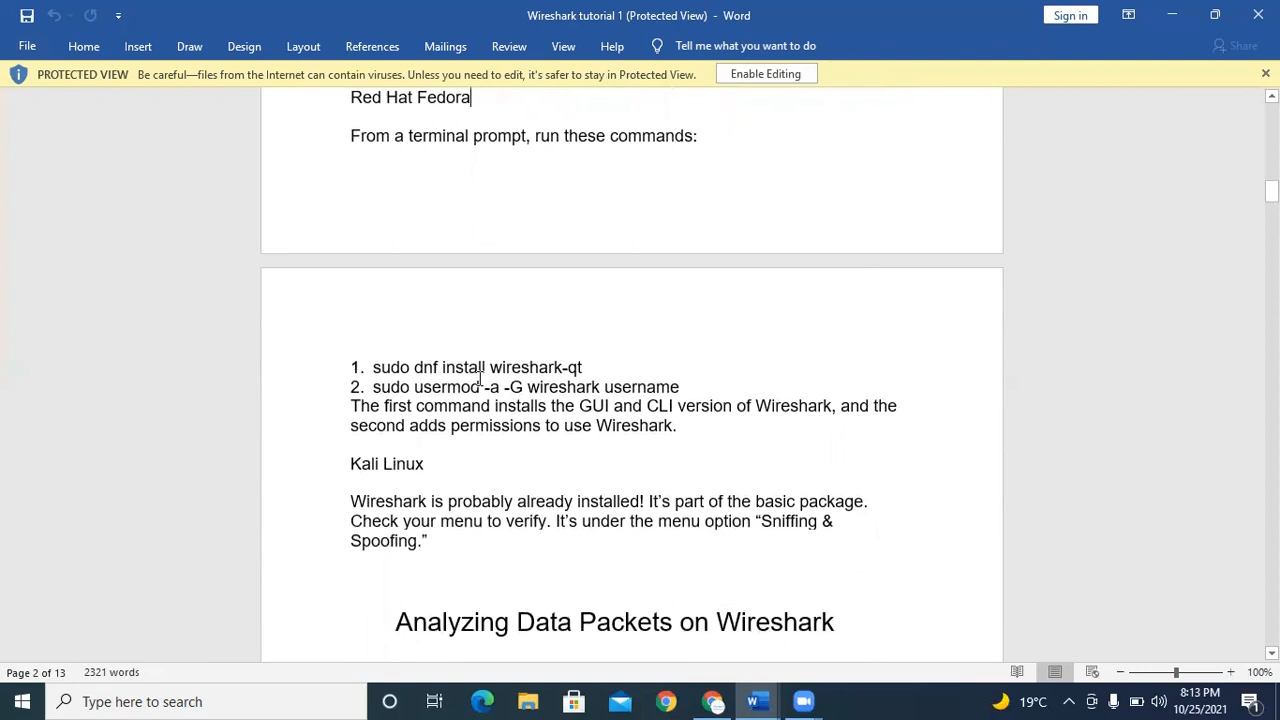 Wireshark tutorial 1 (Protected View) - Word
Sign in
File Home Insert Draw Design Layout References Mailings Review View Help Tell me what you want to do Share
PROTECTED VIEW Be careful—files from the Internet can contain viruses. Unless you need to edit, it's safer to stay in Protected View. Enable Editing
Red Hat Fedora
From a terminal prompt, run these commands:
1. sudo dnf install wireshark-qt
2. sudo usermod -a -G wireshark username
The first command installs the GUI and CLI version of Wireshark, and the
second adds permissions to use Wireshark.
Kali Linux
Wireshark is probably already installed! It’s part of the basic package.
Check your menu to verify. It’s under the menu option “Sniffing &
Spoofing.”
Analyzing Data Packets on Wireshark
Page 2 of 13 2321 words 100%
Type here to search 19°C 8:13 PM
10/25/2021 1